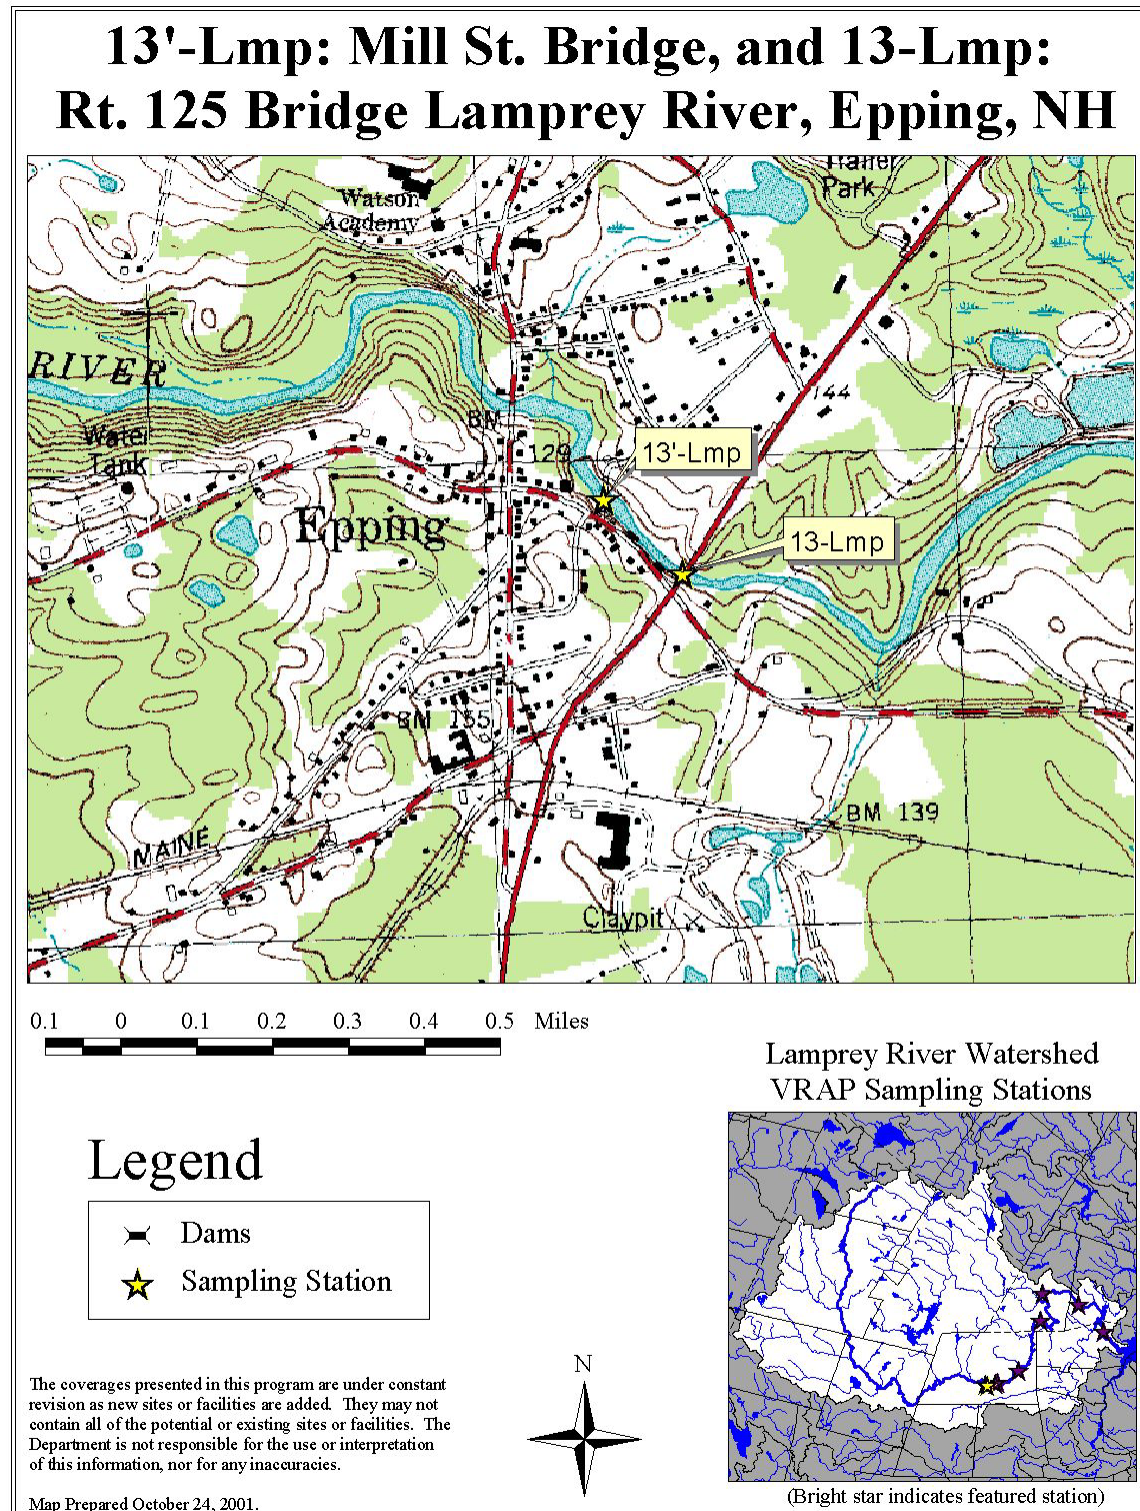 13'-Lmp: Mill St. Bridge, and 13-Lmp:
Rt. 125 Bridge Lamprey River, Epping, NH
Trailer
Park
Watson
Academy
RIVER
144
BM
129
13'-Lmp
Water
Tank
Epping
13-Lmp
BM 155
BM 139
MAINE
Claypit
0.1 0 0.1 0.2 0.3 0.4 0.5 Miles
Lamprey River Watershed
VRAP Sampling Stations
Legend
Dams
Sampling Station
N
The coverages presented in this program are under constant
revision as new sites or facilities are added. They may not
contain all of the potential or existing sites or facilities. The
Department is not responsible for the use or interpretation
of this information, nor for any inaccuracies.
Map Prepared October 24, 2001.
(Bright star indicates featured station)